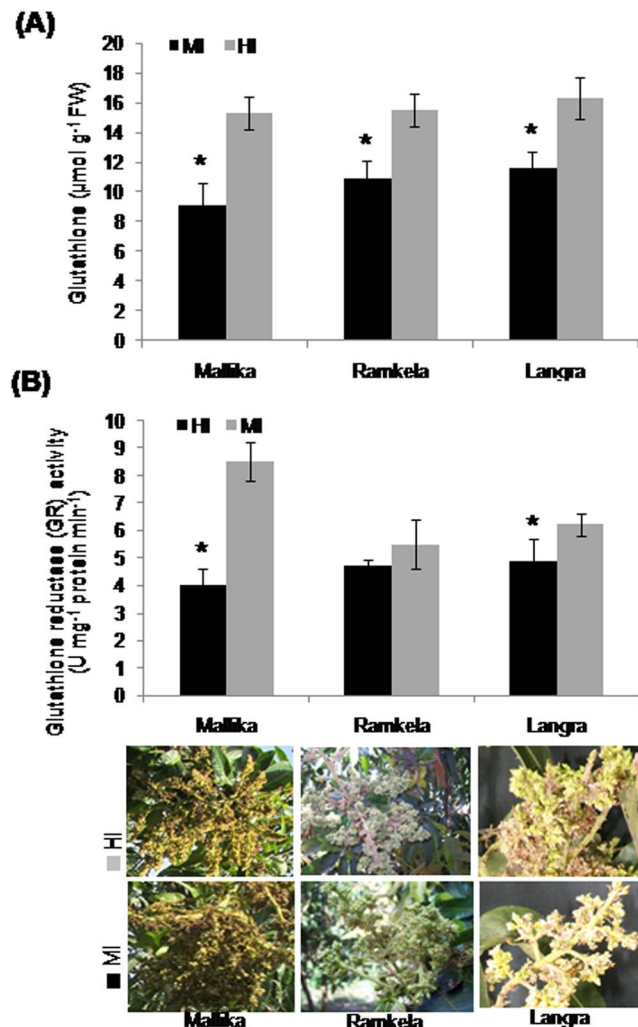 (A)
MI HI
Glutathione (µmol g⁻¹ FW)
20
18
16
14
12
10
8
6
4
2
0
*
*
*
Mallika Ramkela Langra
(B)
HI MI
Glutathione reductase (GR) activity
(U mg⁻¹ protein min⁻¹)
10
9
8
7
6
5
4
3
2
1
0
*
*
Mallika Ramkela Langra
HI
MI
Mallika Ramkela Langra